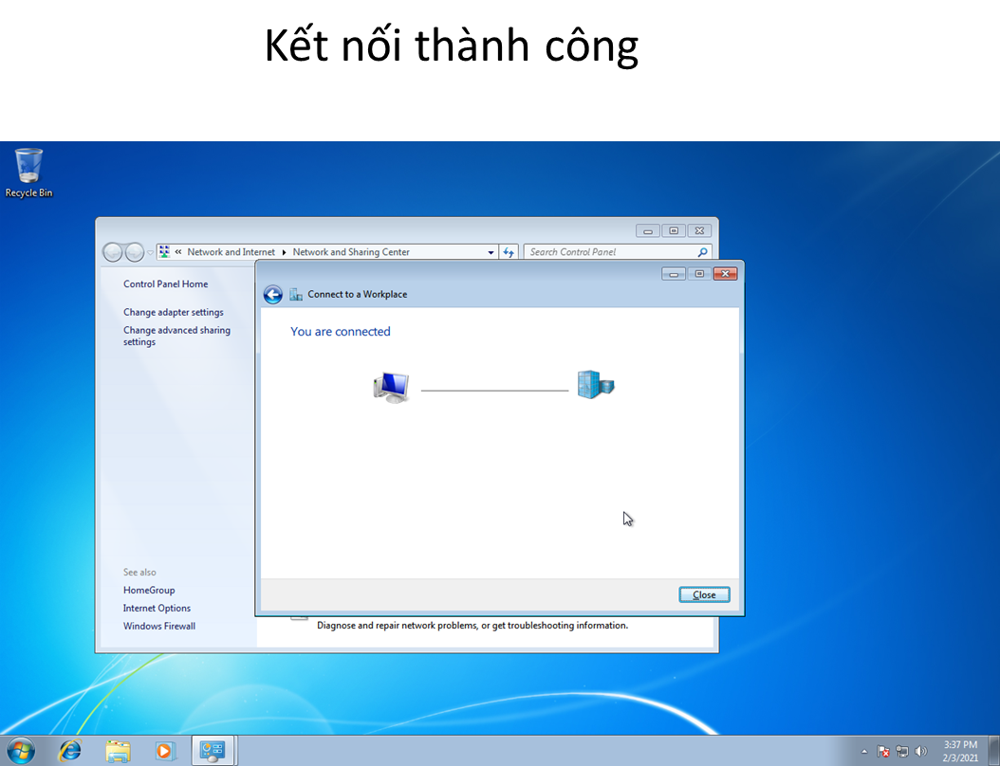 Kết nối thành công
Recycle Bin
« Network and Internet
Network and Sharing Center
Search Control Panel
Control Panel Home
Change adapter settings
Change advanced sharing
settings
Connect to a Workplace
You are connected
See also
HomeGroup
Internet Options
Windows Firewall
Close
Diagnose and repair network problems, or get troubleshooting information.
3:37 PM
2/3/2021